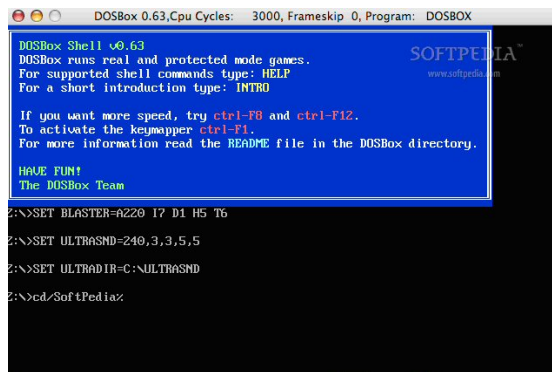 DOSBox 0.63,Cpu Cycles: 3000, Frameskip 0, Program: DOSBOX
DOSBox Shell v0.63
DOSBox runs real and protected mode games.
For supported shell commands type: HELP
For a short introduction type: INTRO
If you want more speed, try ctrl-F8 and ctrl-F12.
To activate the keymapper ctrl-F1.
For more information read the README file in the DOSBox directory.
HAVE FUN!
The DOSBox Team
SOFTPEDIA™
www.softpedia.com
Z:\>SET BLASTER=A220 I7 D1 H5 T6
Z:\>SET ULTRASND=240,3,3,5,5
Z:\>SET ULTRADIR=C:\ULTRASND
Z:\>cd/SoftPedia%